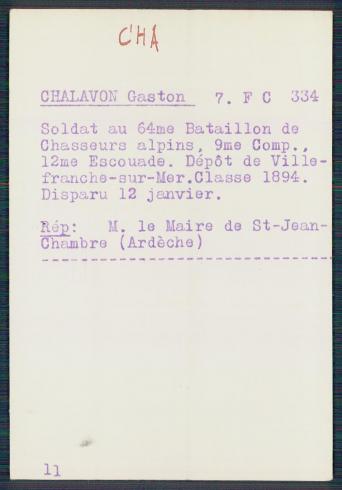 CHA
CHALAVON Gaston 7. F C 334
Soldat au 64me Bataillon de
Chasseurs alpins, 9me Comp.,
12me Escouade. Dépôt de Ville-
franche-sur-Mer.Classe 1894.
Disparu 12 janvier.
Rép: M. le Maire de St-Jean-
Chambre (Ardèche)
--------------------------------
11